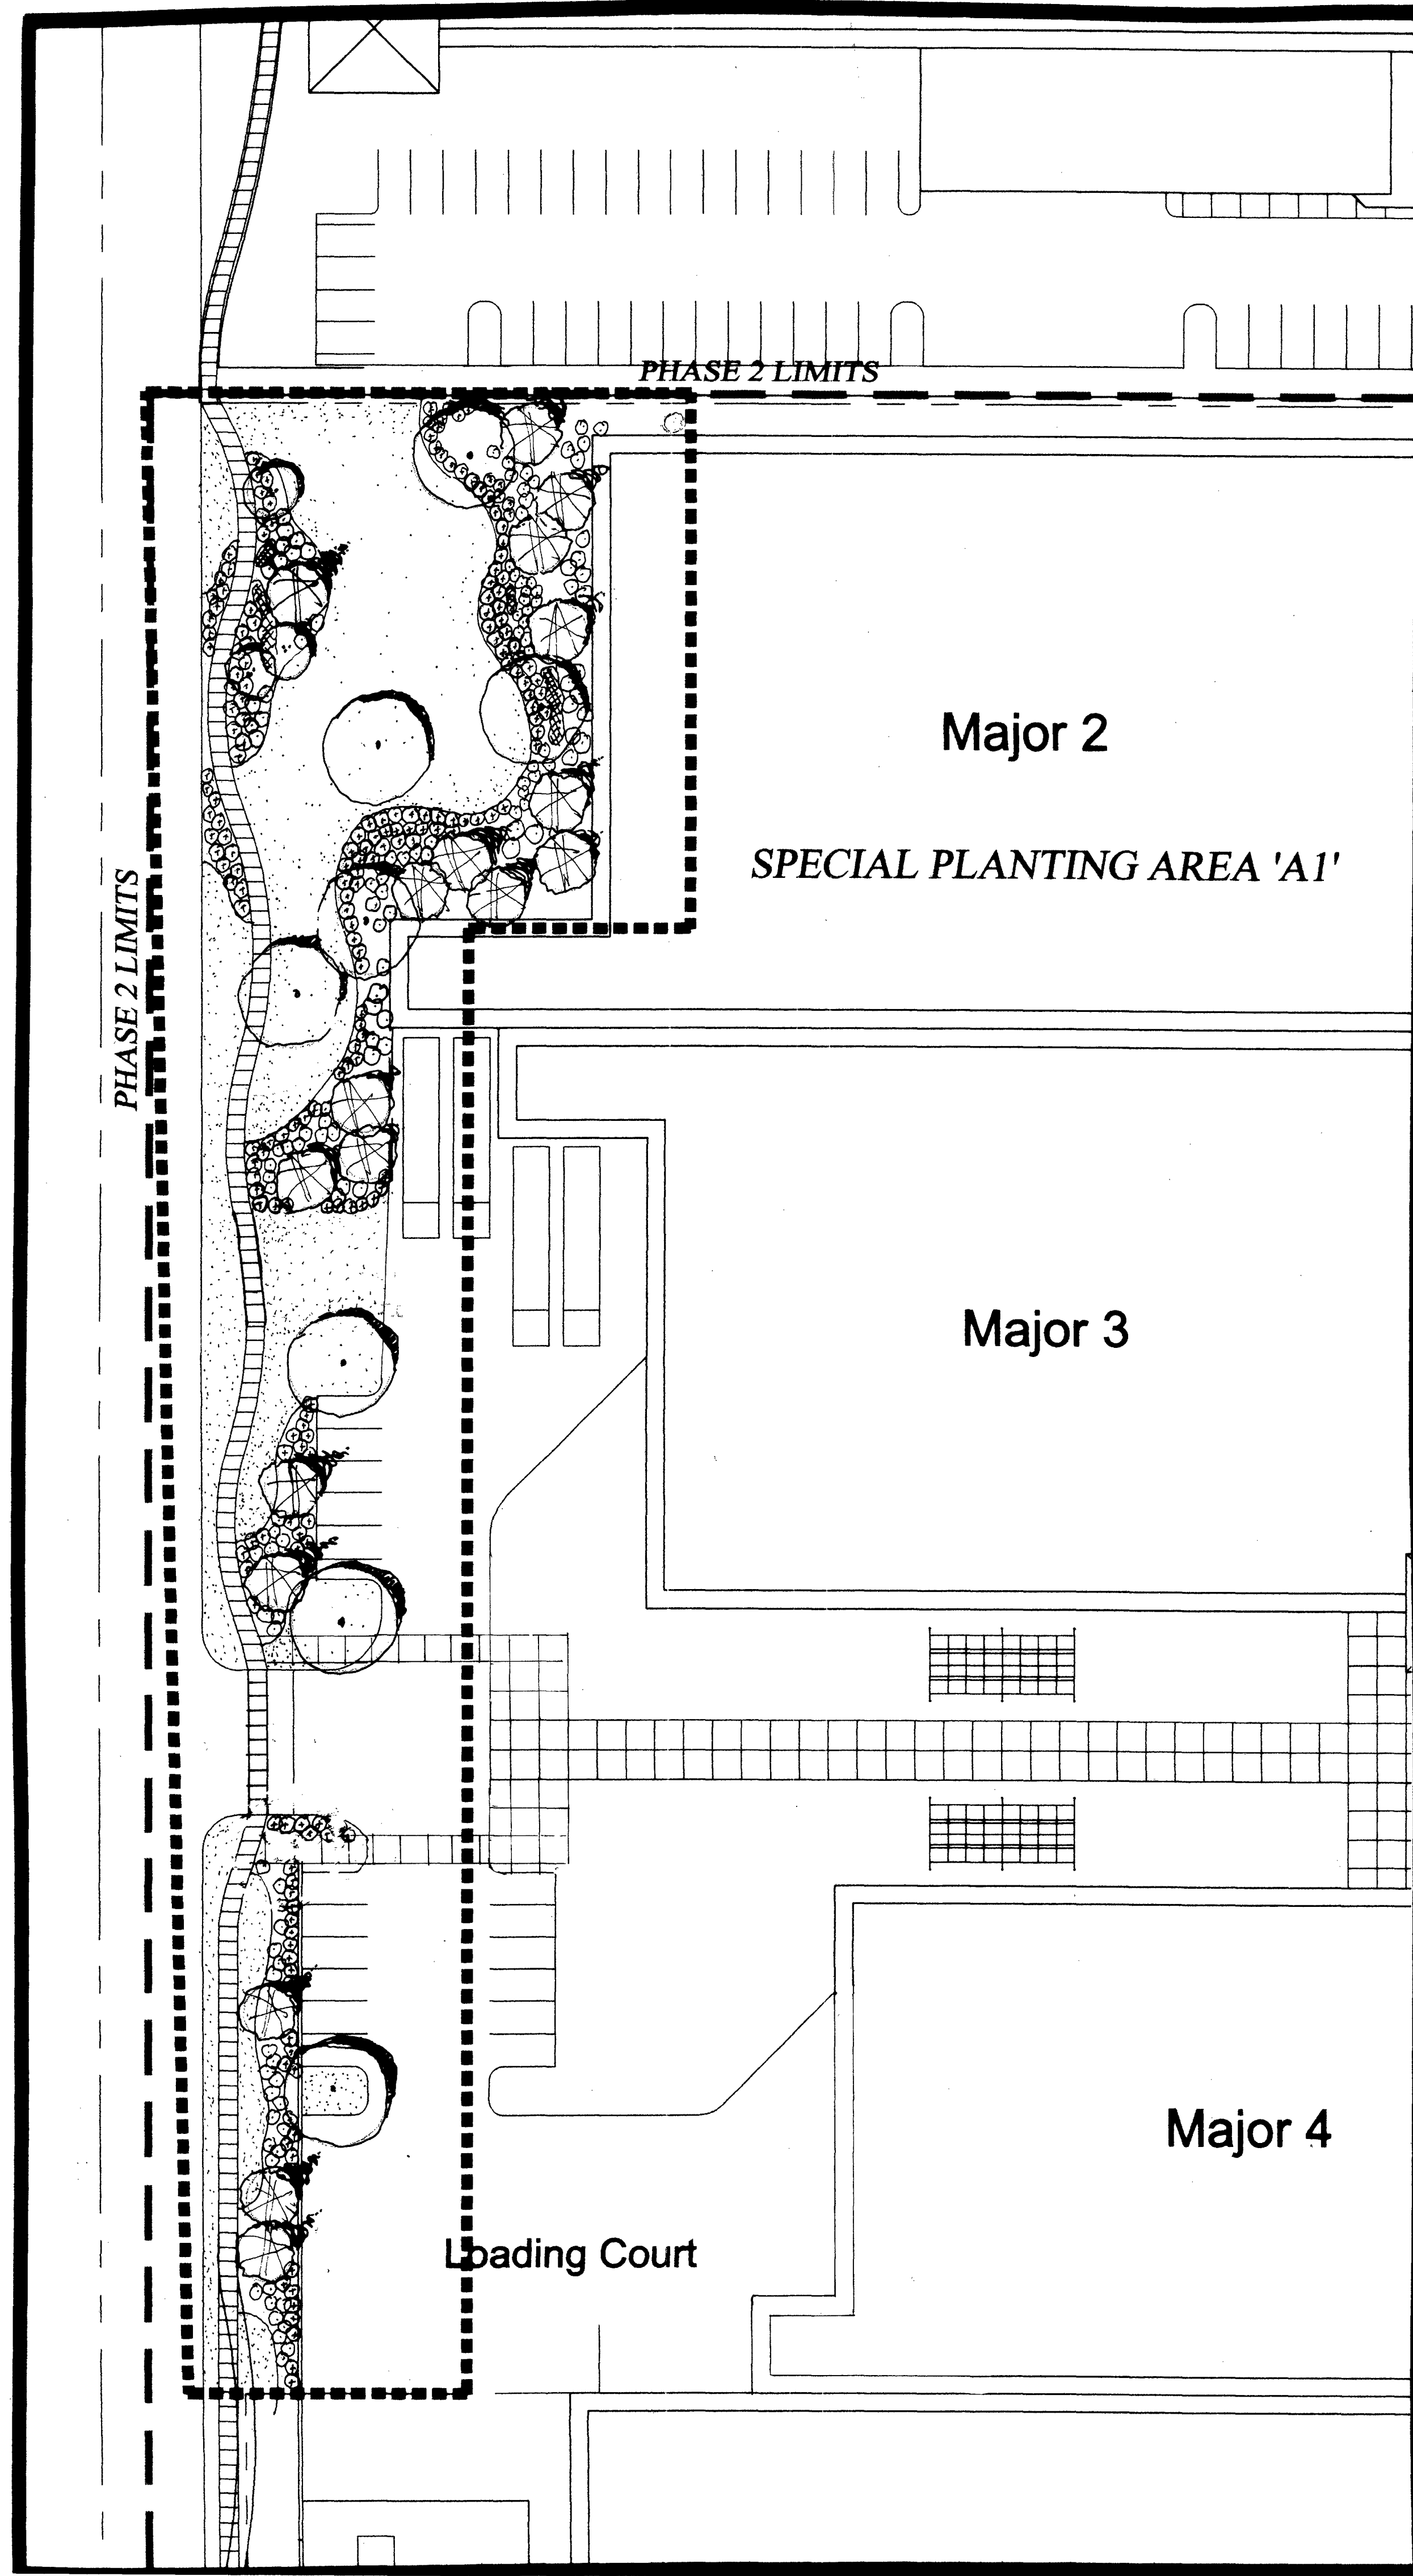 PHASE 2 LIMITS
Major 2
SPECIAL PLANTING AREA 'A1'
PHASE 2 LIMITS
Major 3
Major 4
Loading Court